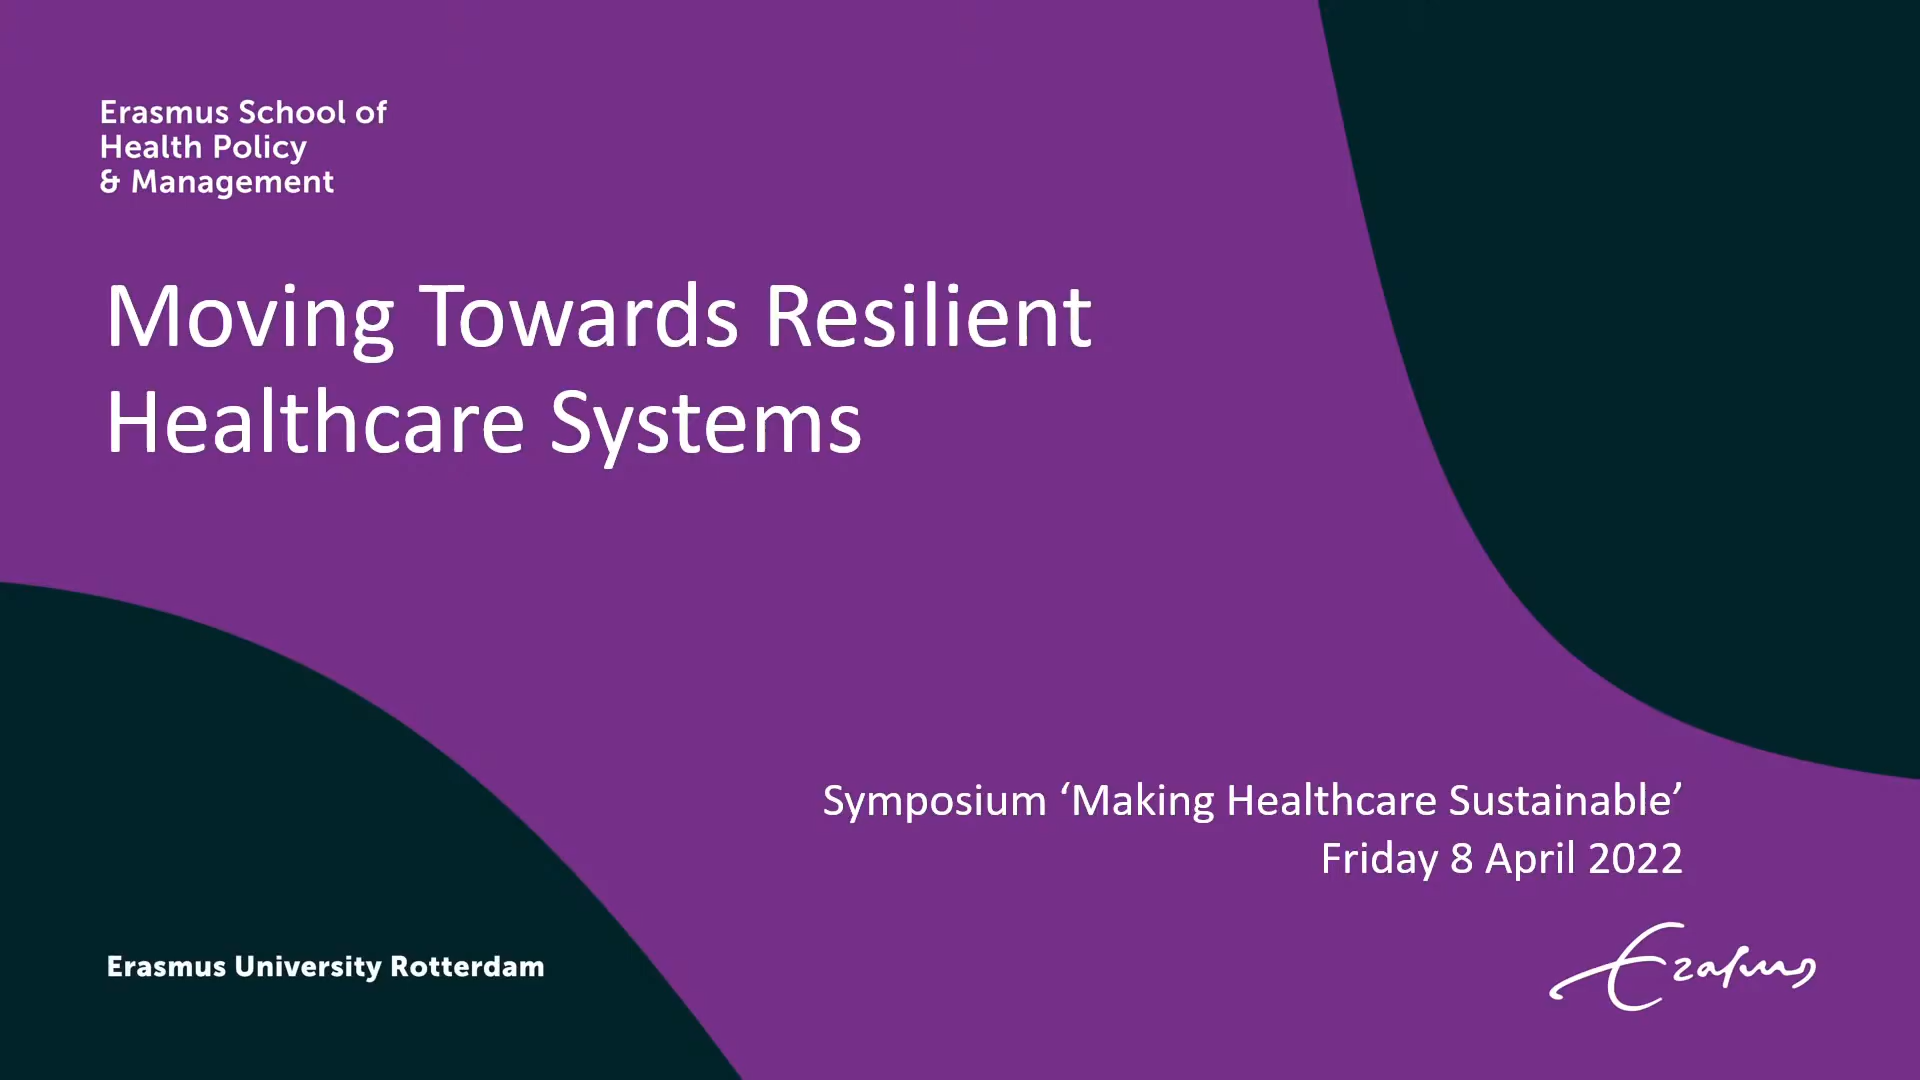 Erasmus School of
Health Policy
& Management
Moving Towards Resilient
Healthcare Systems
Symposium ‘Making Healthcare Sustainable’
Friday 8 April 2022
Erasmus University Rotterdam
Erasmus